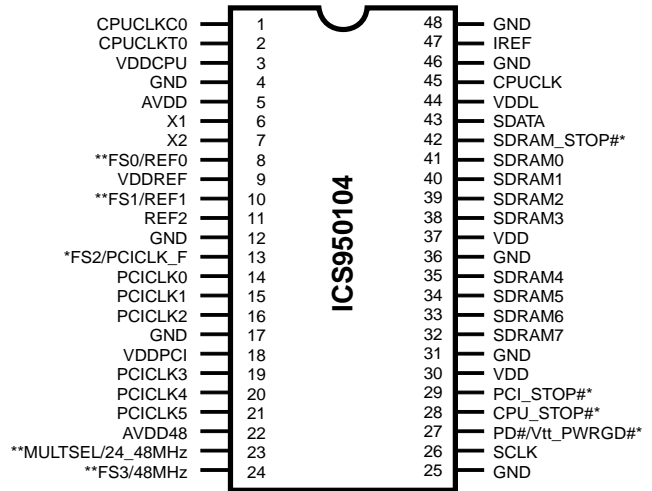 CPUCLKC0 1 48 GND
CPUCLKT0 2 47 IREF
VDDCPU 3 46 GND
GND 4 45 CPUCLK
AVDD 5 44 VDDL
X1 6 43 SDATA
X2 7 42 SDRAM_STOP#*
**FS0/REF0 8 41 SDRAM0
VDDREF 9 40 SDRAM1
**FS1/REF1 10 39 SDRAM2
REF2 11 38 SDRAM3
GND 12 37 VDD
*FS2/PCICLK_F 13 36 GND
PCICLK0 14 35 SDRAM4
PCICLK1 15 34 SDRAM5
PCICLK2 16 33 SDRAM6
GND 17 32 SDRAM7
VDDPCI 18 31 GND
PCICLK3 19 30 VDD
PCICLK4 20 29 PCI_STOP#*
PCICLK5 21 28 CPU_STOP#*
AVDD48 22 27 PD#/Vtt_PWRGD#*
**MULTSEL/24_48MHz 23 26 SCLK
**FS3/48MHz 24 25 GND
ICS950104